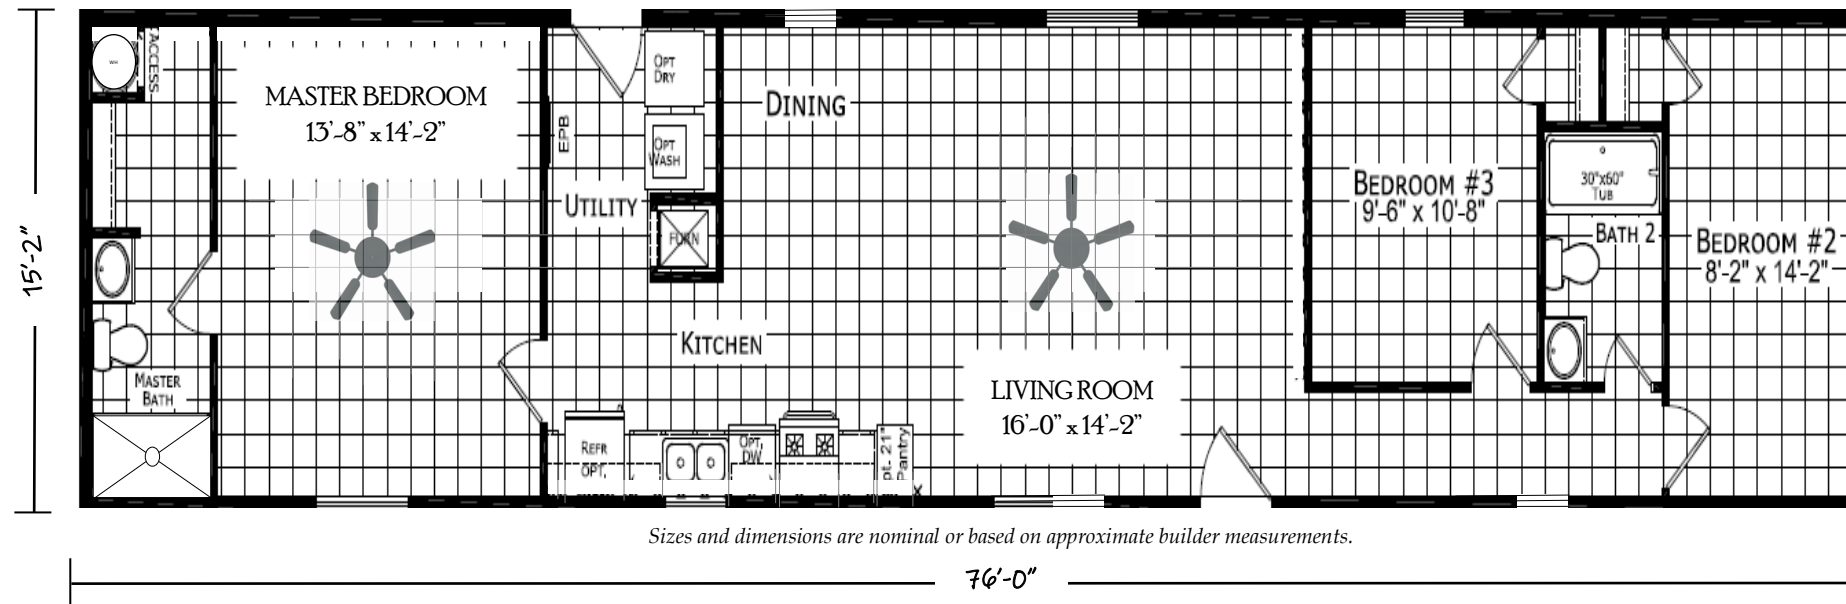 WH
ACCESS
MASTER BEDROOM
13'-8" x 14'-2"
EPB
OPT
DRY
OPT
WASH
UTILITY
FURN
DINING
KITCHEN
LIVING ROOM
16'-0" x 14'-2"
BEDROOM #3
9'-6" x 10'-8"
30"x60"
TUB
BATH 2
BEDROOM #2
8'-2" x 14'-2"
15'-2"
MASTER
BATH
REFR
OPT.
OPT.
DW
pt. 21"
Pantry
X
Sizes and dimensions are nominal or based on approximate builder measurements.
76'-0"